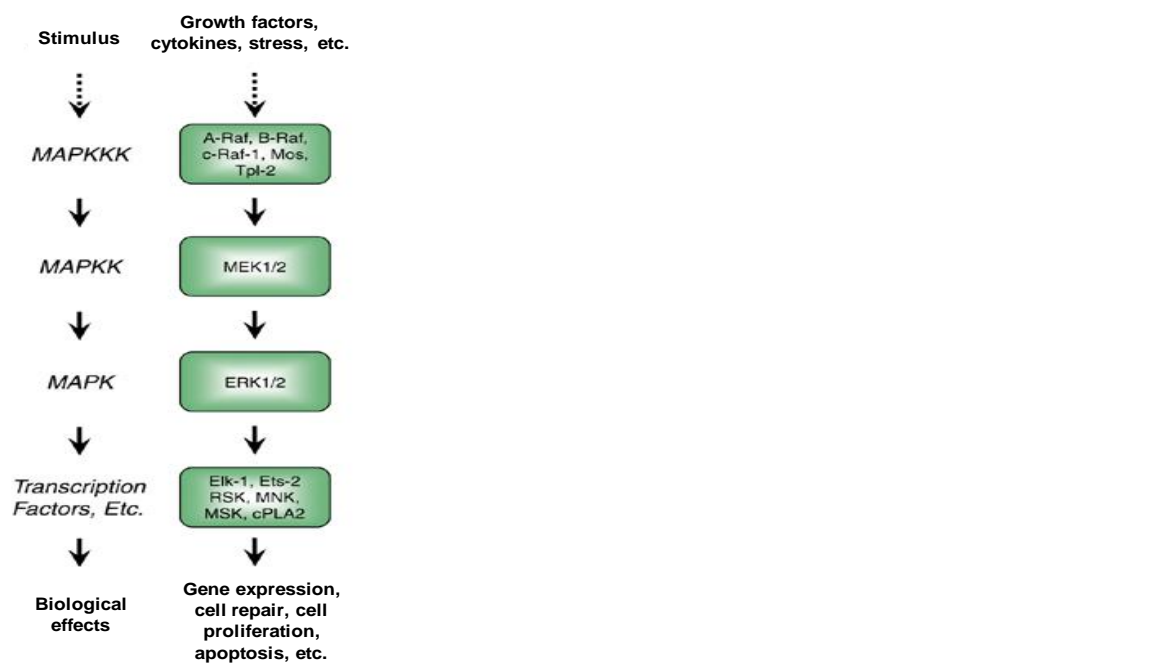 Stimulus
Growth factors,
cytokines, stress, etc.
MAPKKK
A-Raf, B-Raf,
c-Raf-1, Mos,
Tpl-2
MAPKK
MEK1/2
MAPK
ERK1/2
Transcription
Factors, Etc.
Elk-1, Ets-2
RSK, MNK,
MSK, cPLA2
Biological
effects
Gene expression,
cell repair, cell
proliferation,
apoptosis, etc.